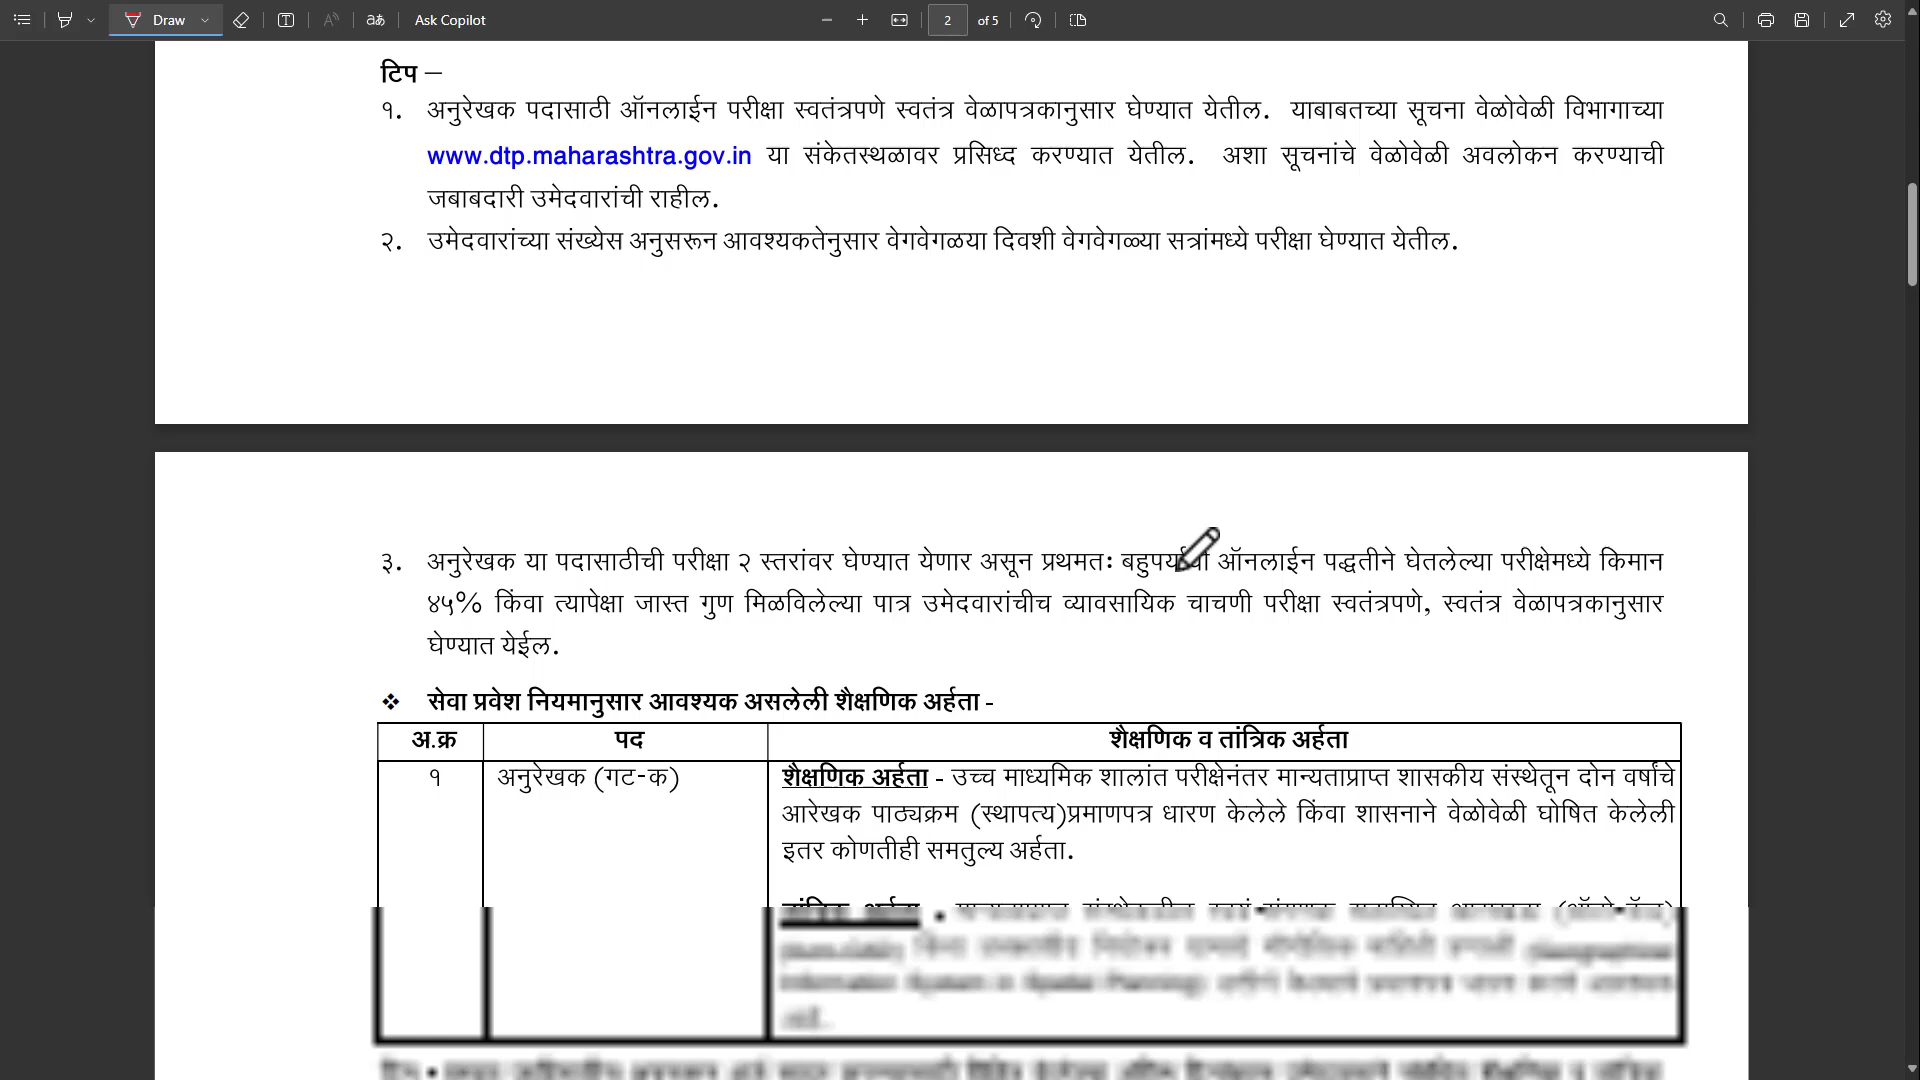 Draw
aあ
Ask Copilot
2 of 5
टिप –
१. अनुरेखक पदासाठी ऑनलाईन परीक्षा स्वतंत्रपणे स्वतंत्र वेळापत्रकानुसार घेण्यात येतील. याबाबतच्या सूचना वेळोवेळी विभागाच्या
www.dtp.maharashtra.gov.in या संकेतस्थळावर प्रसिध्द करण्यात येतील. अशा सूचनांचे वेळोवेळी अवलोकन करण्याची
जबाबदारी उमेदवारांची राहील.
२. उमेदवारांच्या संख्येस अनुसरून आवश्यकतेनुसार वेगवेगळया दिवशी वेगवेगळ्या सत्रांमध्ये परीक्षा घेण्यात येतील.
३. अनुरेखक या पदासाठीची परीक्षा २ स्तरांवर घेण्यात येणार असून प्रथमतः ऑनलाईन पद्धतीने घेतलेल्या परीक्षेमध्ये किमान
४५% किंवा त्यापेक्षा जास्त गुण मिळविलेल्या पात्र उमेदवारांचीच व्यावसायिक चाचणी परीक्षा स्वतंत्रपणे, स्वतंत्र वेळापत्रकानुसार
घेण्यात येईल.
❖ सेवा प्रवेश नियमानुसार आवश्यक असलेली शैक्षणिक अर्हता -
अ.क्र पद शैक्षणिक व तांत्रिक अर्हता
१ अनुरेखक (गट-क) शैक्षणिक अर्हता - उच्च माध्यमिक शालांत परीक्षेनंतर मान्यताप्राप्त शासकीय संस्थेतून दोन वर्षांचे
आरेखक पाठ्यक्रम (स्थापत्य)प्रमाणपत्र धारण केलेले किंवा शासनाने वेळोवेळी घोषित केलेली
इतर कोणतीही समतुल्य अर्हता.